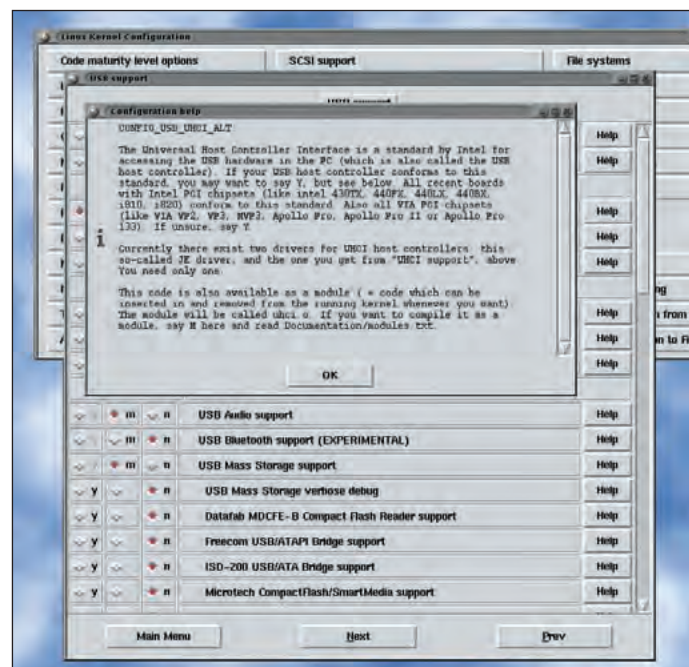 Linux Kernel Configuration
Code maturity level options
SCSI support
File systems
USB support
Configuration help
CONFIG_USB_UHCI_ALT
The Universal Host Controller Interface is a standard by Intel for
accessing the USB hardware in the PC (which is also called the USB
host controller). If your USB host controller conforms to this
standard, you may want to say Y, but see below. All recent boards
with Intel PCI chipsets (like intel 430TX, 440FX, 440LX, 440BX,
i810, i820) conform to this standard. Also all VIA PCI chipsets
(like VIA VP2, VP3, MVP3, Apollo Pro, Apollo Pro II or Apollo Pro
133). If unsure, say Y.
Currently there exist two drivers for UHCI host controllers: this
so-called JE driver, and the one you get from "UHCI support", above
You need only one.
This code is also available as a module ( = code which can be
inserted in and removed from the running kernel whenever you want).
The module will be called uhci.o. If you want to compile it as a
module, say M here and read Documentation/modules.txt.
OK
Help
Help
Help
Help
Help
Help
Help
Help
m n USB Audio support Help
m n USB Bluetooth support (EXPERIMENTAL) Help
m n USB Mass Storage support Help
y n USB Mass Storage verbose debug Help
y n Datafab MDCFE-B Compact Flash Reader support Help
y n Freecom USB/ATAPI Bridge support Help
y n ISD-200 USB/ATA Bridge support Help
y n Microtech CompactFlash/SmartMedia support Help
Main Menu
Next
Prev